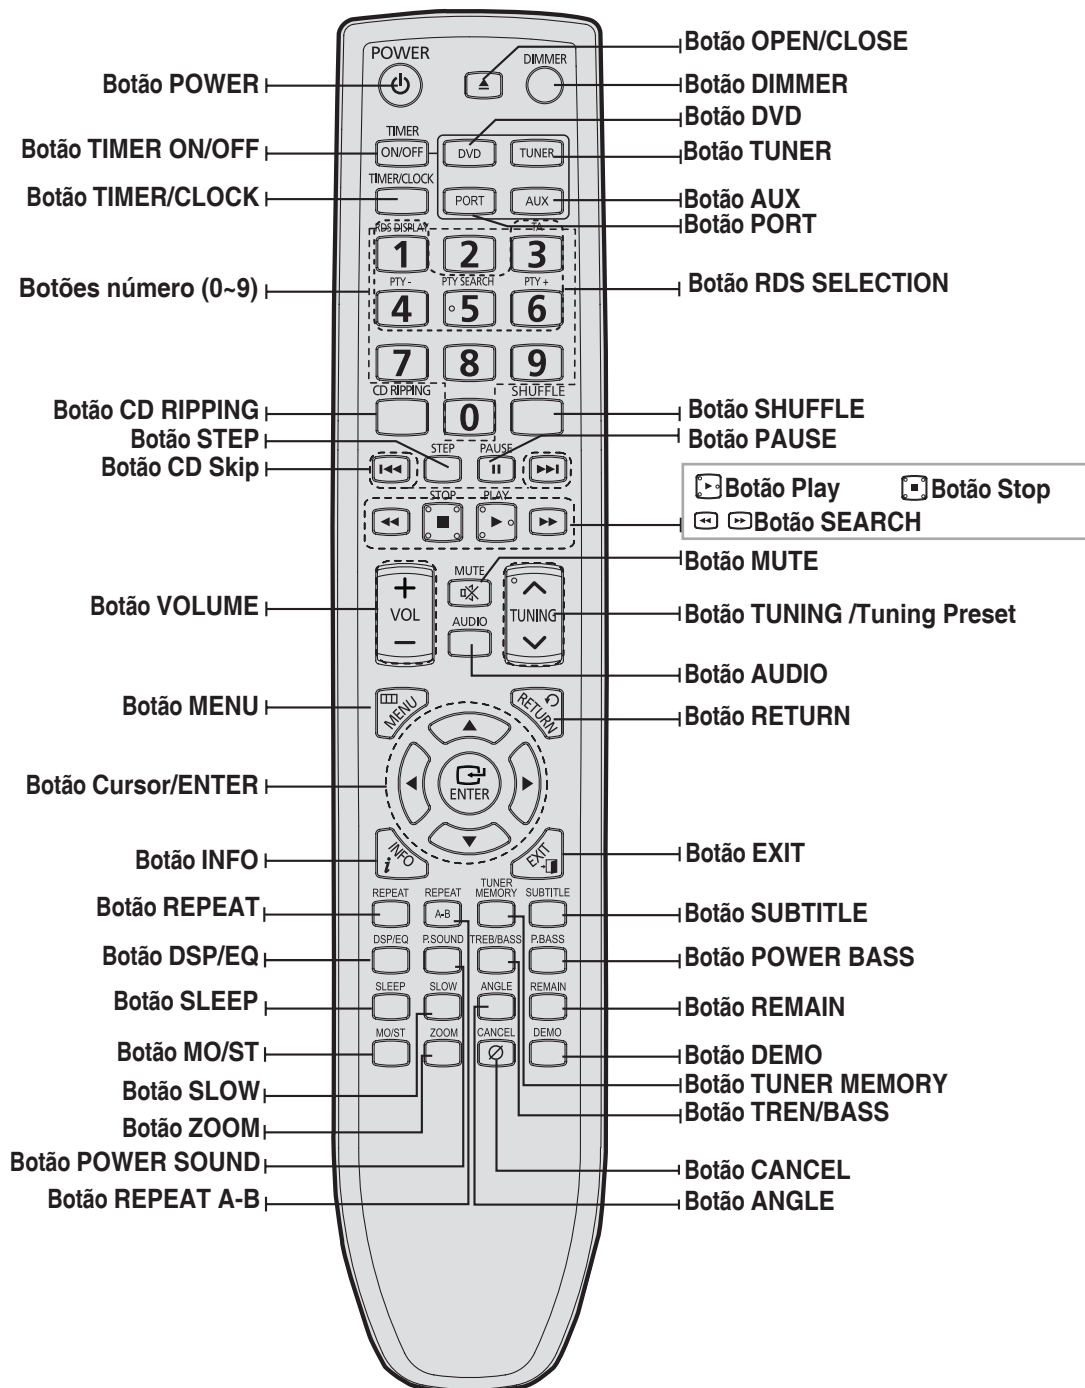 Botão POWER
Botão TIMER ON/OFF
Botão TIMER/CLOCK
Botões número (0~9)
Botão CD RIPPING
Botão STEP
Botão CD Skip
Botão VOLUME
Botão MENU
Botão Cursor/ENTER
Botão INFO
Botão REPEAT
Botão DSP/EQ
Botão SLEEP
Botão MO/ST
Botão SLOW
Botão ZOOM
Botão POWER SOUND
Botão REPEAT A-B
POWER
DIMMER
TIMER
ON/OFF
DVD
TUNER
TIMER/CLOCK
PORT
AUX
RDS DISPLAY
TA
1
2
3
PTY -
PTY SEARCH
PTY +
4
5
6
7
8
9
CD RIPPING
SHUFFLE
0
STEP
PAUSE
STOP
PLAY
MUTE
VOL
TUNING
AUDIO
MENU
RETURN
ENTER
INFO
i
EXIT
REPEAT
REPEAT
A-B
TUNER
MEMORY
SUBTITLE
DSP/EQ
P.SOUND
TREB/BASS
P.BASS
SLEEP
SLOW
ANGLE
REMAIN
MO/ST
ZOOM
CANCEL
DEMO
Botão OPEN/CLOSE
Botão DIMMER
Botão DVD
Botão TUNER
Botão AUX
Botão PORT
Botão RDS SELECTION
Botão SHUFFLE
Botão PAUSE
Botão Play
Botão Stop
Botão SEARCH
Botão MUTE
Botão TUNING /Tuning Preset
Botão AUDIO
Botão RETURN
Botão EXIT
Botão SUBTITLE
Botão POWER BASS
Botão REMAIN
Botão DEMO
Botão TUNER MEMORY
Botão TREN/BASS
Botão CANCEL
Botão ANGLE